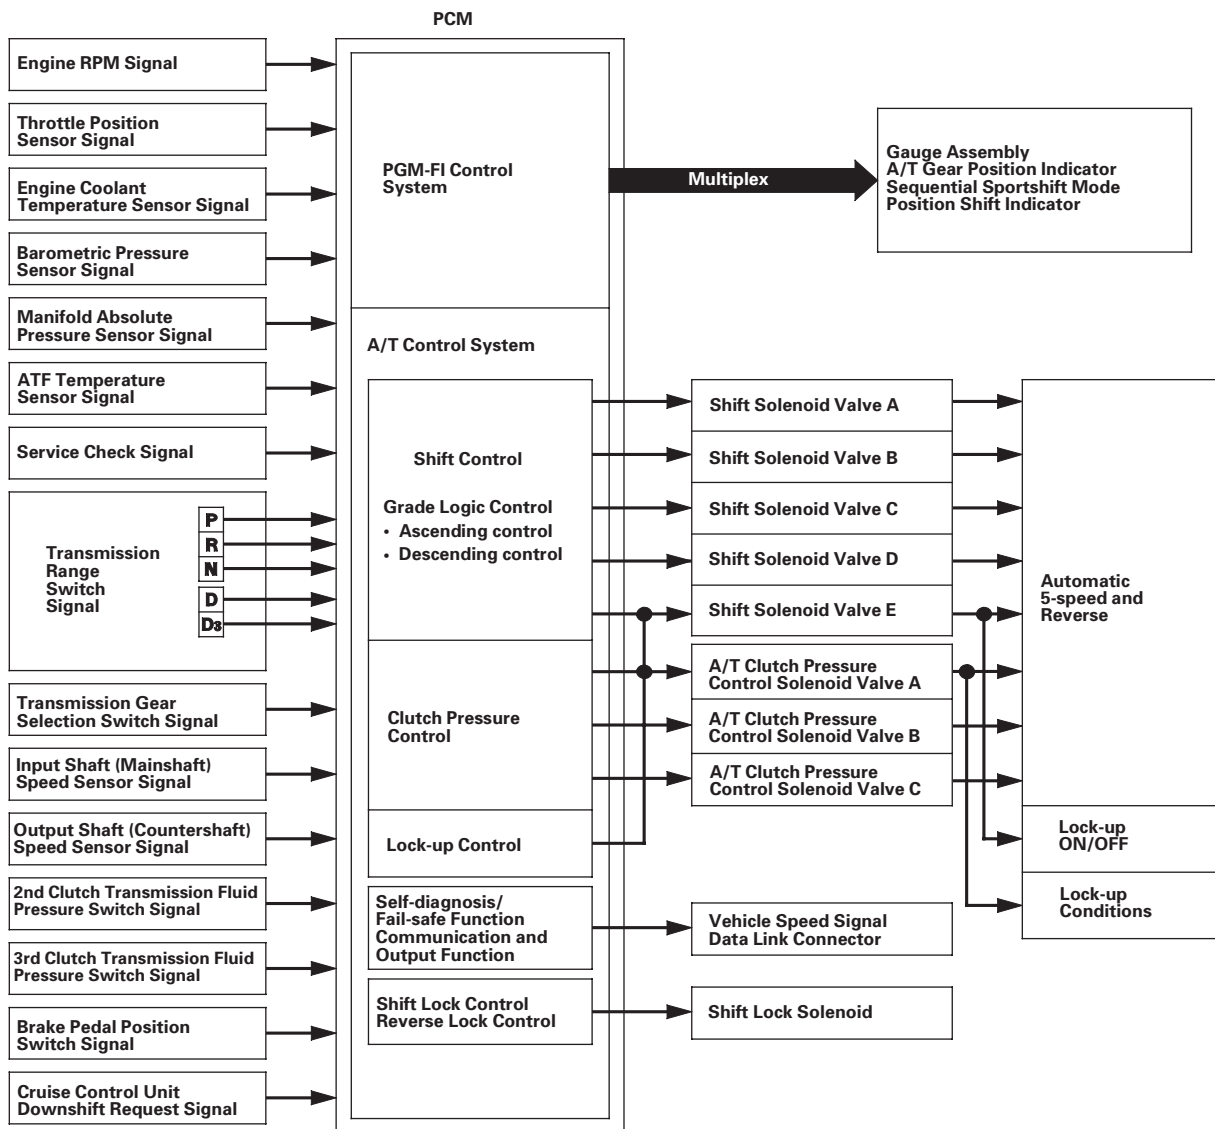 PCM
Engine RPM Signal
Throttle Position
Sensor Signal
Engine Coolant
Temperature Sensor Signal
Barometric Pressure
Sensor Signal
Manifold Absolute
Pressure Sensor Signal
ATF Temperature
Sensor Signal
Service Check Signal
Transmission
Range
Switch
Signal
P
R
N
D
D3
Transmission Gear
Selection Switch Signal
Input Shaft (Mainshaft)
Speed Sensor Signal
Output Shaft (Countershaft)
Speed Sensor Signal
2nd Clutch Transmission Fluid
Pressure Switch Signal
3rd Clutch Transmission Fluid
Pressure Switch Signal
Brake Pedal Position
Switch Signal
Cruise Control Unit
Downshift Request Signal
PGM-FI Control
System
A/T Control System
Shift Control
Grade Logic Control
• Ascending control
• Descending control
Clutch Pressure
Control
Lock-up Control
Self-diagnosis/
Fail-safe Function
Communication and
Output Function
Shift Lock Control
Reverse Lock Control
Multiplex
Gauge Assembly
A/T Gear Position Indicator
Sequential Sportshift Mode
Position Shift Indicator
Shift Solenoid Valve A
Shift Solenoid Valve B
Shift Solenoid Valve C
Shift Solenoid Valve D
Shift Solenoid Valve E
A/T Clutch Pressure
Control Solenoid Valve A
A/T Clutch Pressure
Control Solenoid Valve B
A/T Clutch Pressure
Control Solenoid Valve C
Vehicle Speed Signal
Data Link Connector
Shift Lock Solenoid
Automatic
5-speed and
Reverse
Lock-up
ON/OFF
Lock-up
Conditions